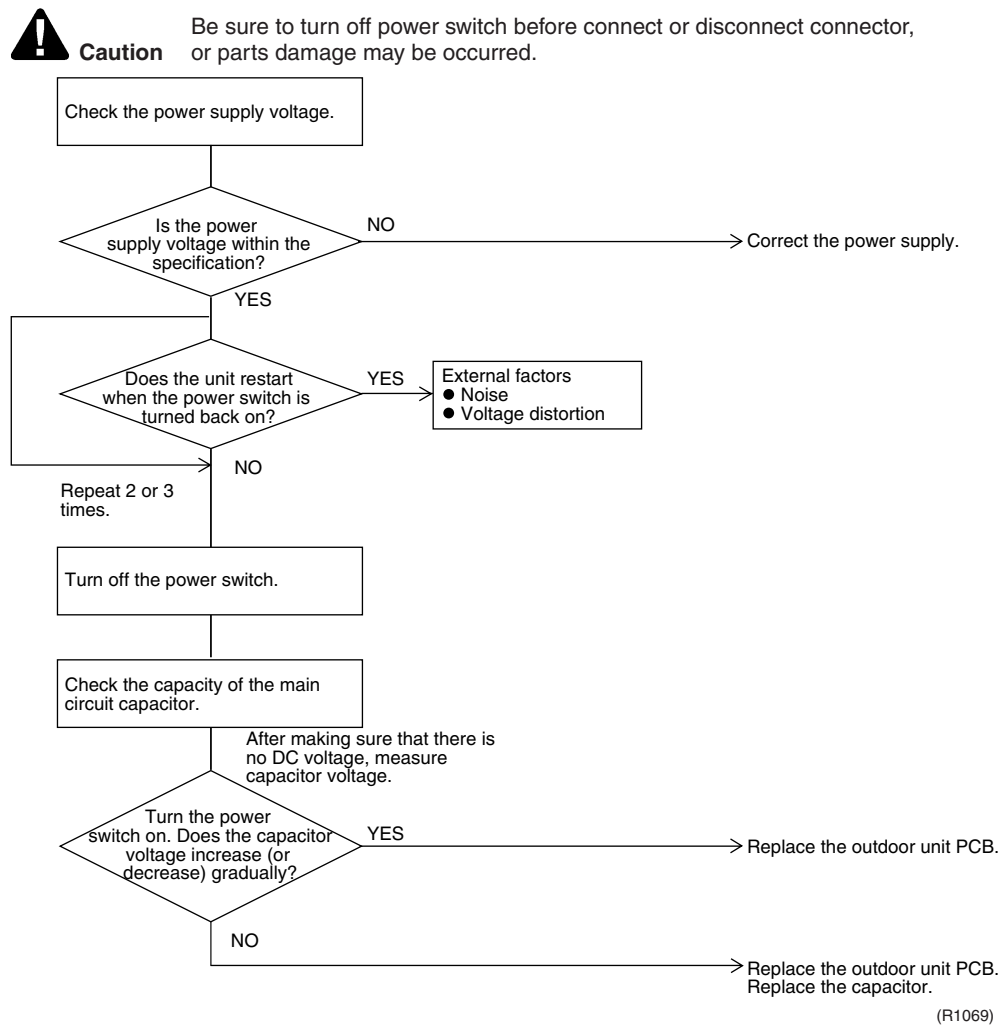 Be sure to turn off power switch before connect or disconnect connector,
Caution or parts damage may be occurred.
Check the power supply voltage.
Is the power
supply voltage within the
specification?
NO
Correct the power supply.
YES
Does the unit restart
when the power switch is
turned back on?
YES
External factors
● Noise
● Voltage distortion
NO
Repeat 2 or 3
times.
Turn off the power switch.
Check the capacity of the main
circuit capacitor.
After making sure that there is
no DC voltage, measure
capacitor voltage.
Turn the power
switch on. Does the capacitor
voltage increase (or
decrease) gradually?
YES
Replace the outdoor unit PCB.
NO
Replace the outdoor unit PCB.
Replace the capacitor.
(R1069)